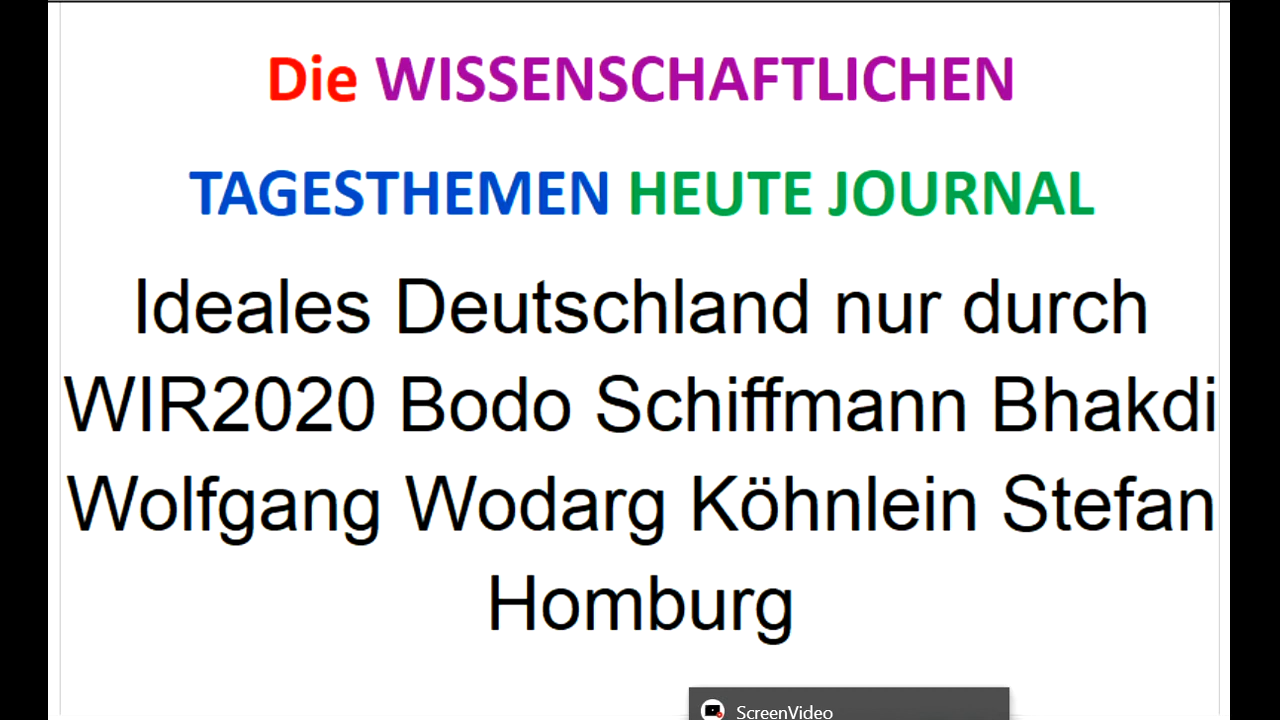 Die WISSENSCHAFTLICHEN
TAGESTHEMEN HEUTE JOURNAL
Ideales Deutschland nur durch
WIR2020 Bodo Schiffmann Bhakdi
Wolfgang Wodarg Köhnlein Stefan
Homburg
ScreenVideo